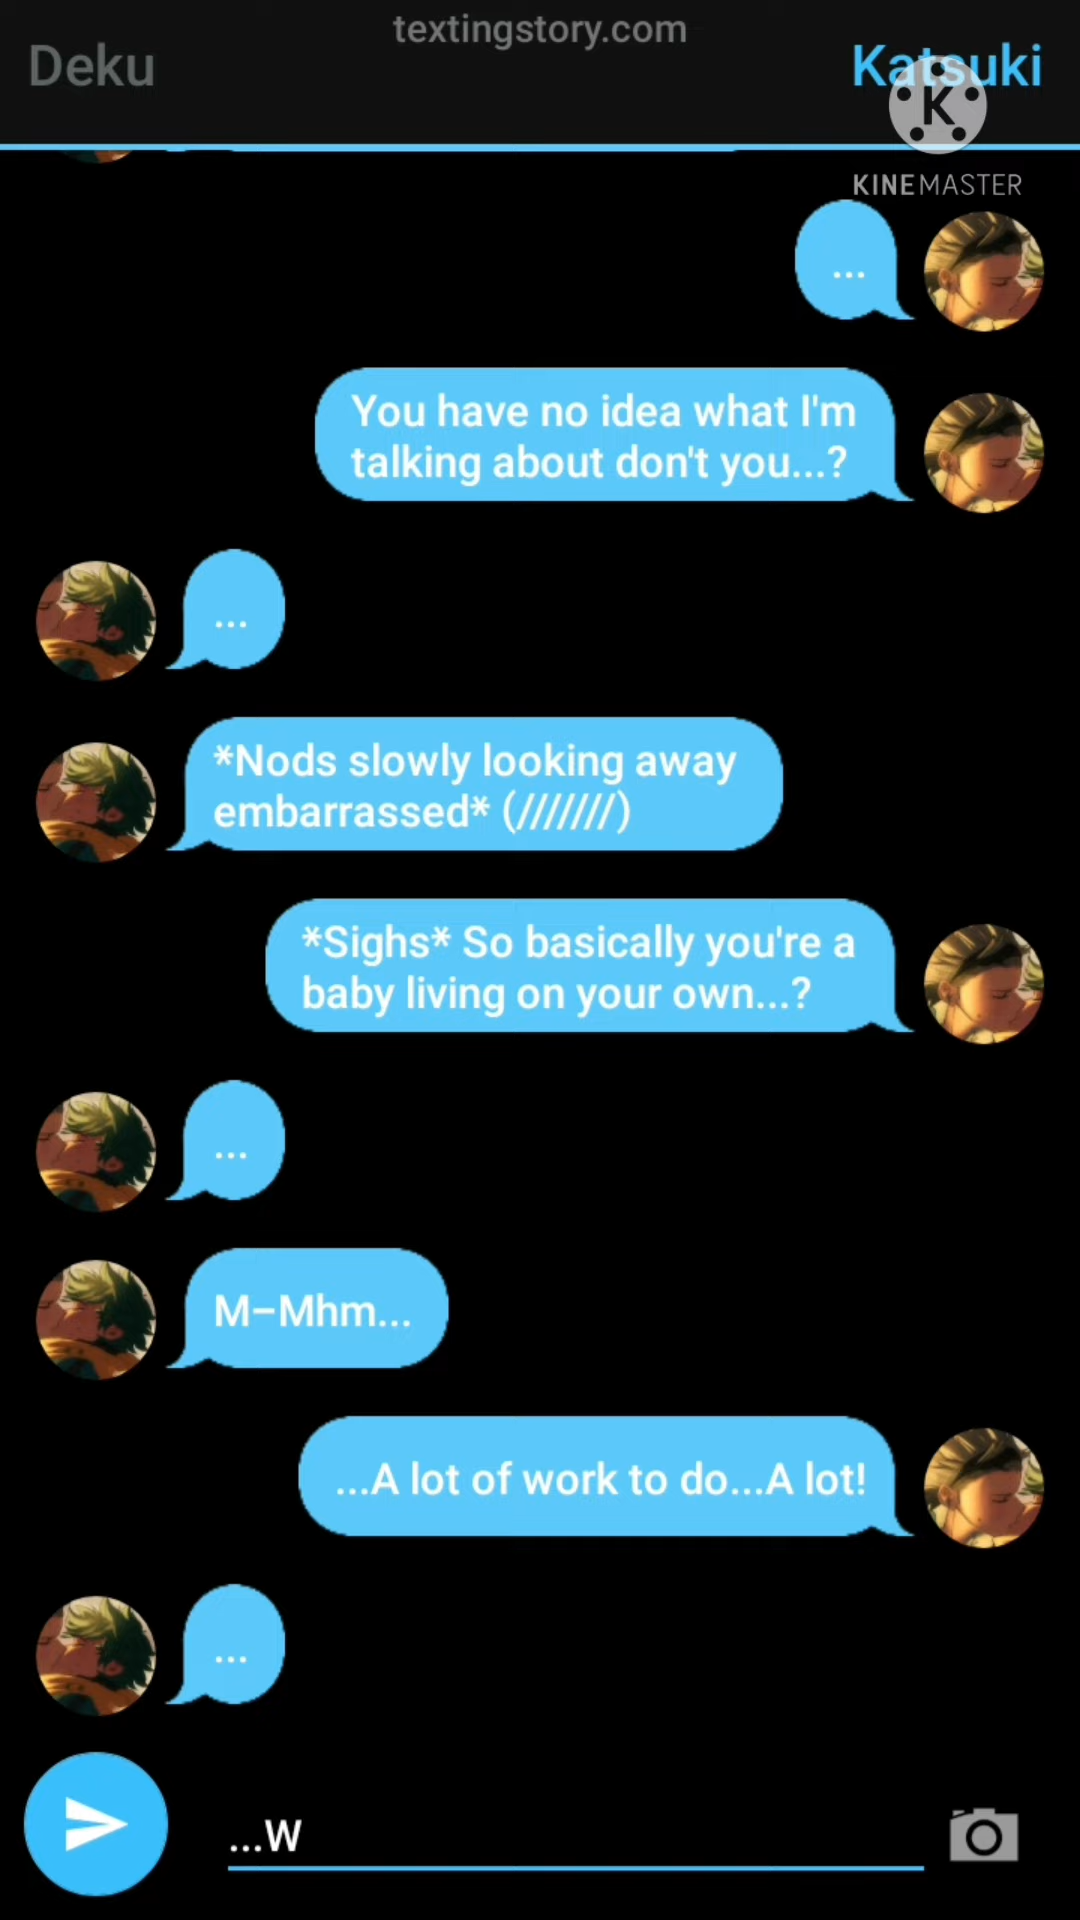 textingstory.com
Deku
Katsuki
K
KINEMASTER
...
You have no idea what I'm
talking about don't you...?
...
*Nods slowly looking away
embarrassed* (///////)
*Sighs* So basically you're a
baby living on your own...?
...
M–Mhm...
...A lot of work to do...A lot!
...
...W